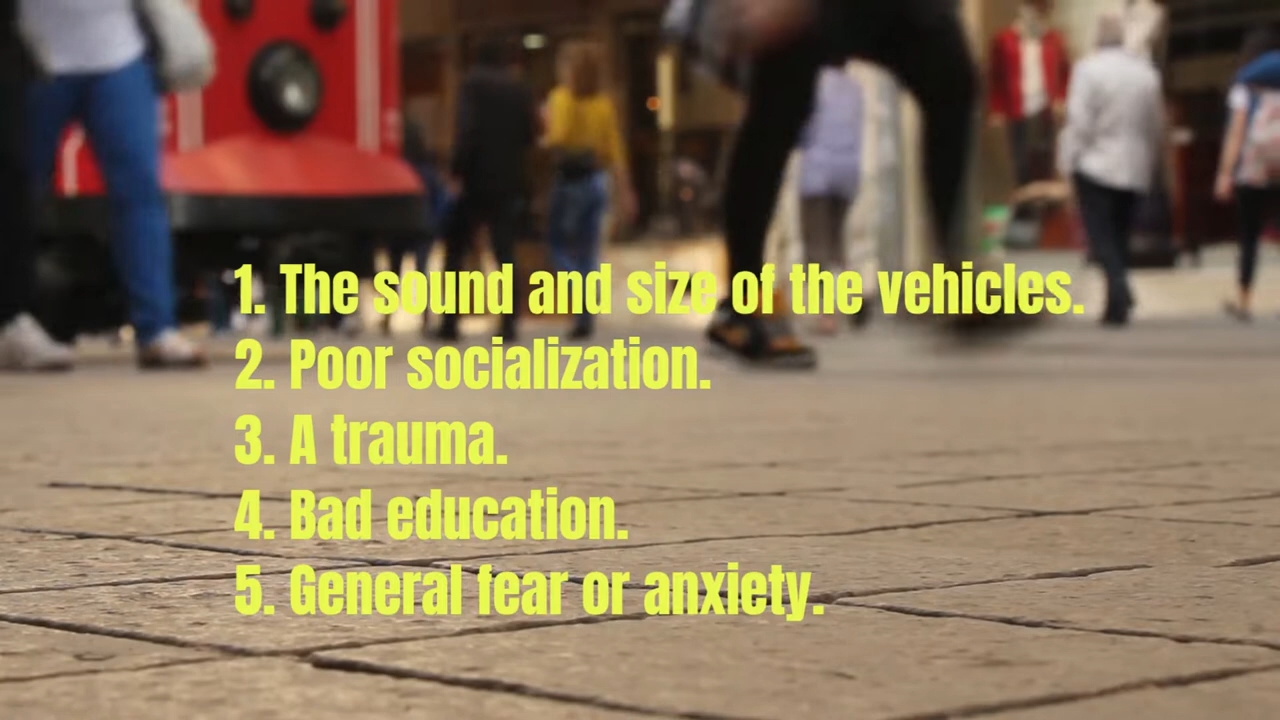 1. The sound and size of the vehicles.
2. Poor socialization.
3. A trauma.
4. Bad education.
5. General fear or anxiety.